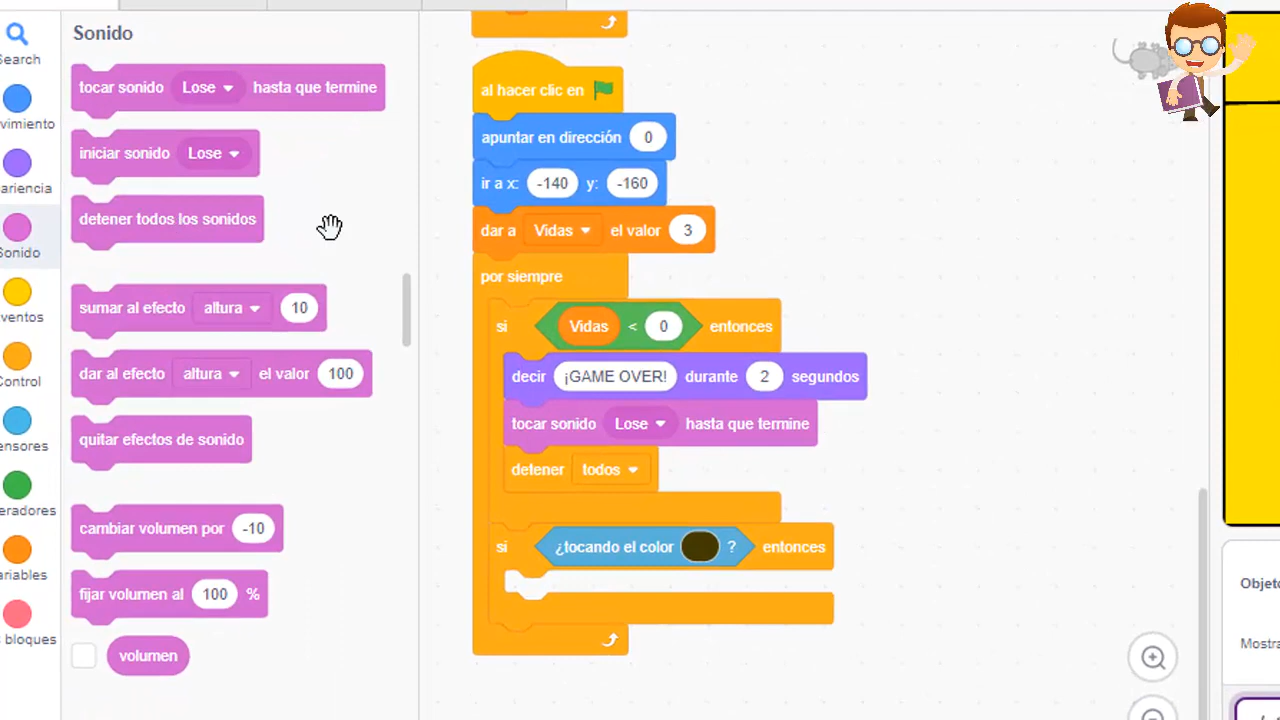 Search
vimiento
ariencia
Sonido
ventos
Control
ensores
eradores
ariables
s bloques
Sonido
tocar sonido Lose hasta que termine
iniciar sonido Lose
detener todos los sonidos
sumar al efecto altura 10
dar al efecto altura el valor 100
quitar efectos de sonido
cambiar volumen por -10
fijar volumen al 100 %
volumen
al hacer clic en
apuntar en dirección 0
ir a x: -140 y: -160
dar a Vidas el valor 3
por siempre
si Vidas < 0 entonces
decir ¡GAME OVER! durante 2 segundos
tocar sonido Lose hasta que termine
detener todos
si ¿tocando el color ? entonces
Objeto
Mostra